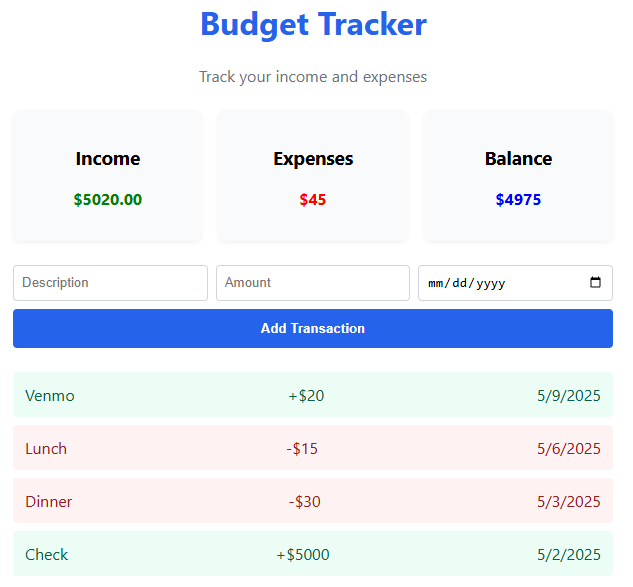 Budget Tracker
Track your income and expenses
Income Expenses Balance
$5020.00 $45 $4975
Description Amount mm/dd/yyyy
Add Transaction
Venmo +$20 5/9/2025
Lunch -$15 5/6/2025
Dinner -$30 5/3/2025
Check +$5000 5/2/2025